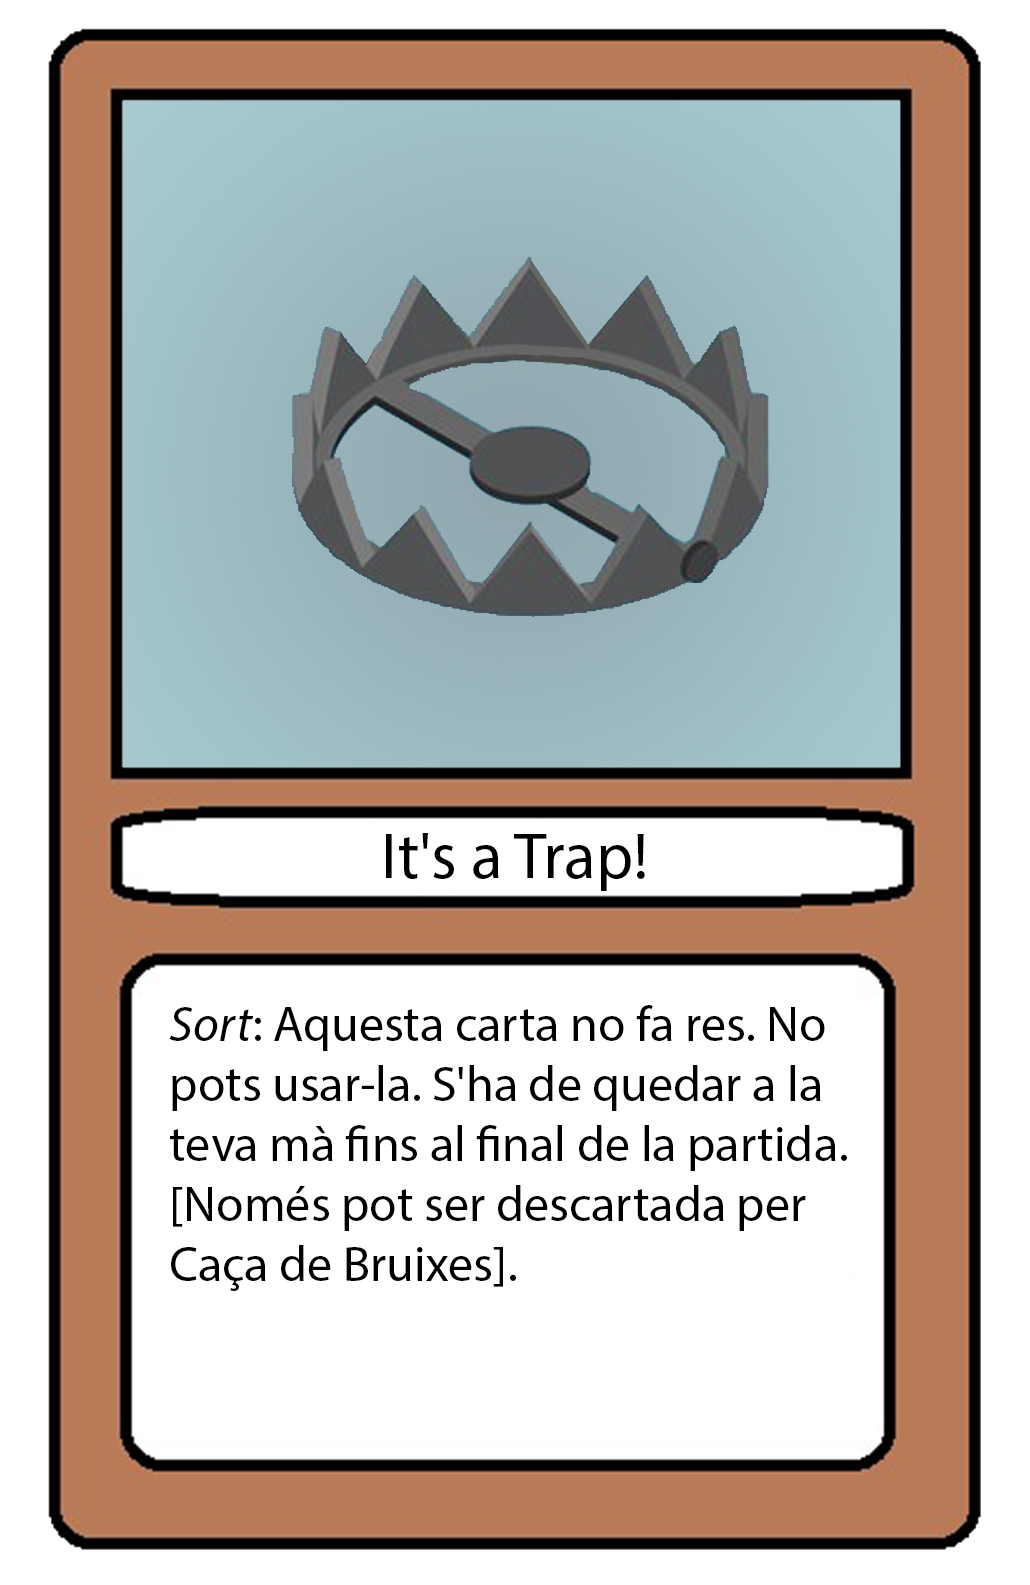 It's a Trap!
Sort: Aquesta carta no fa res. No
pots usar-la. S'ha de quedar a la
teva mà fins al final de la partida.
[Només pot ser descartada per
Caça de Bruixes].